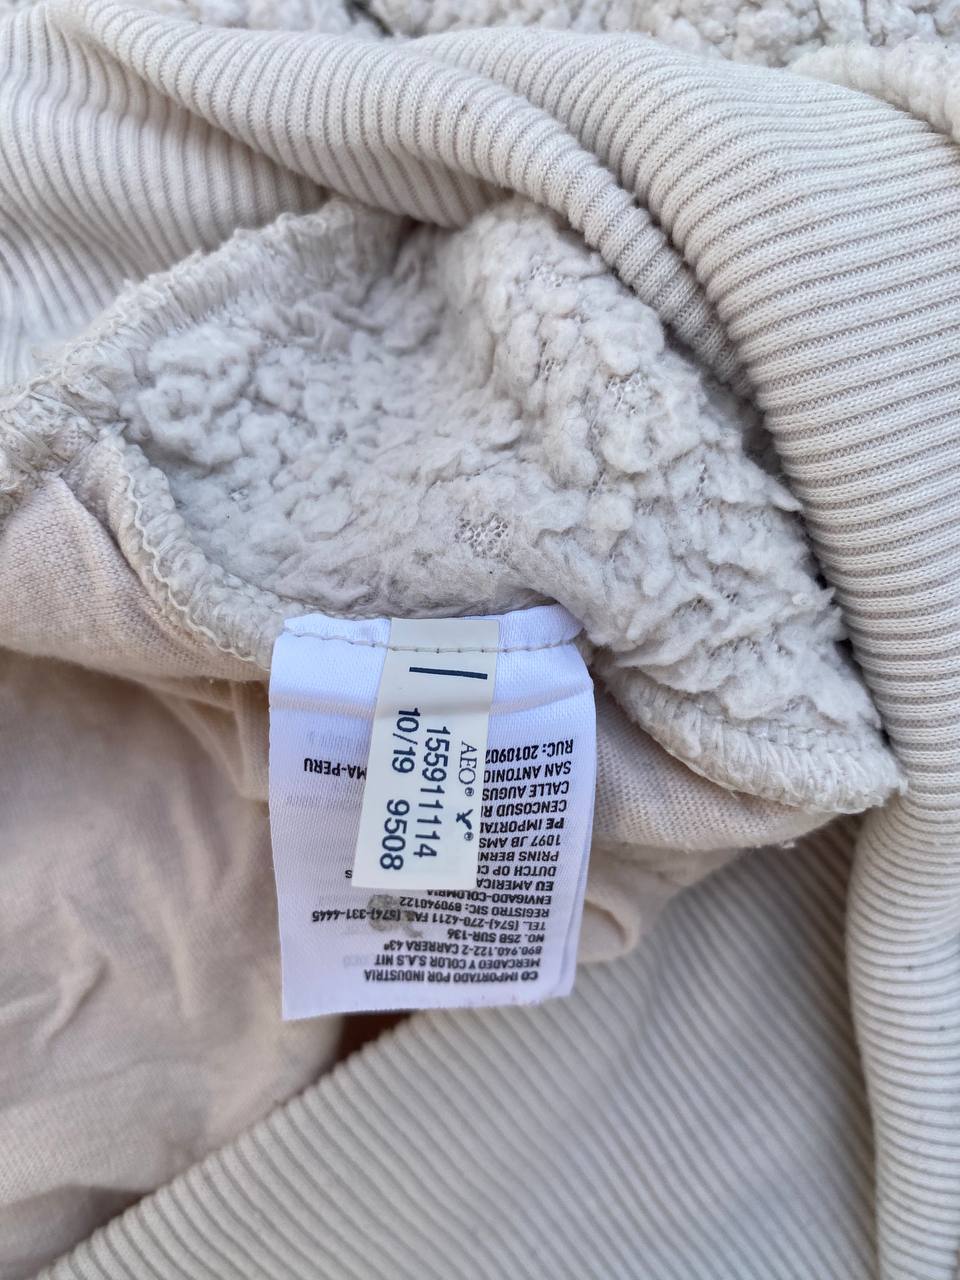 AEO® ®
155911114
10/19 9508
CO IMPORTADO POR INDUSTRIA
MERCADEO Y COLOR S.A.S NIT
890.940.122-2 CARRERA 43ª
NO. 25B SUR-136
TEL. (574)-270-4211 FAX (574)-331-4445
REGISTRO SIC: 890940122
ENVIGADO-COLOMBIA
EU AMERICA
DUTCH OP CO
PRINS BERN
1097 JB AMS
PE IMPORTA
CENCOSUD R
CALLE AUGUS
SAN ANTONIO MA-PERU
RUC: 2010902